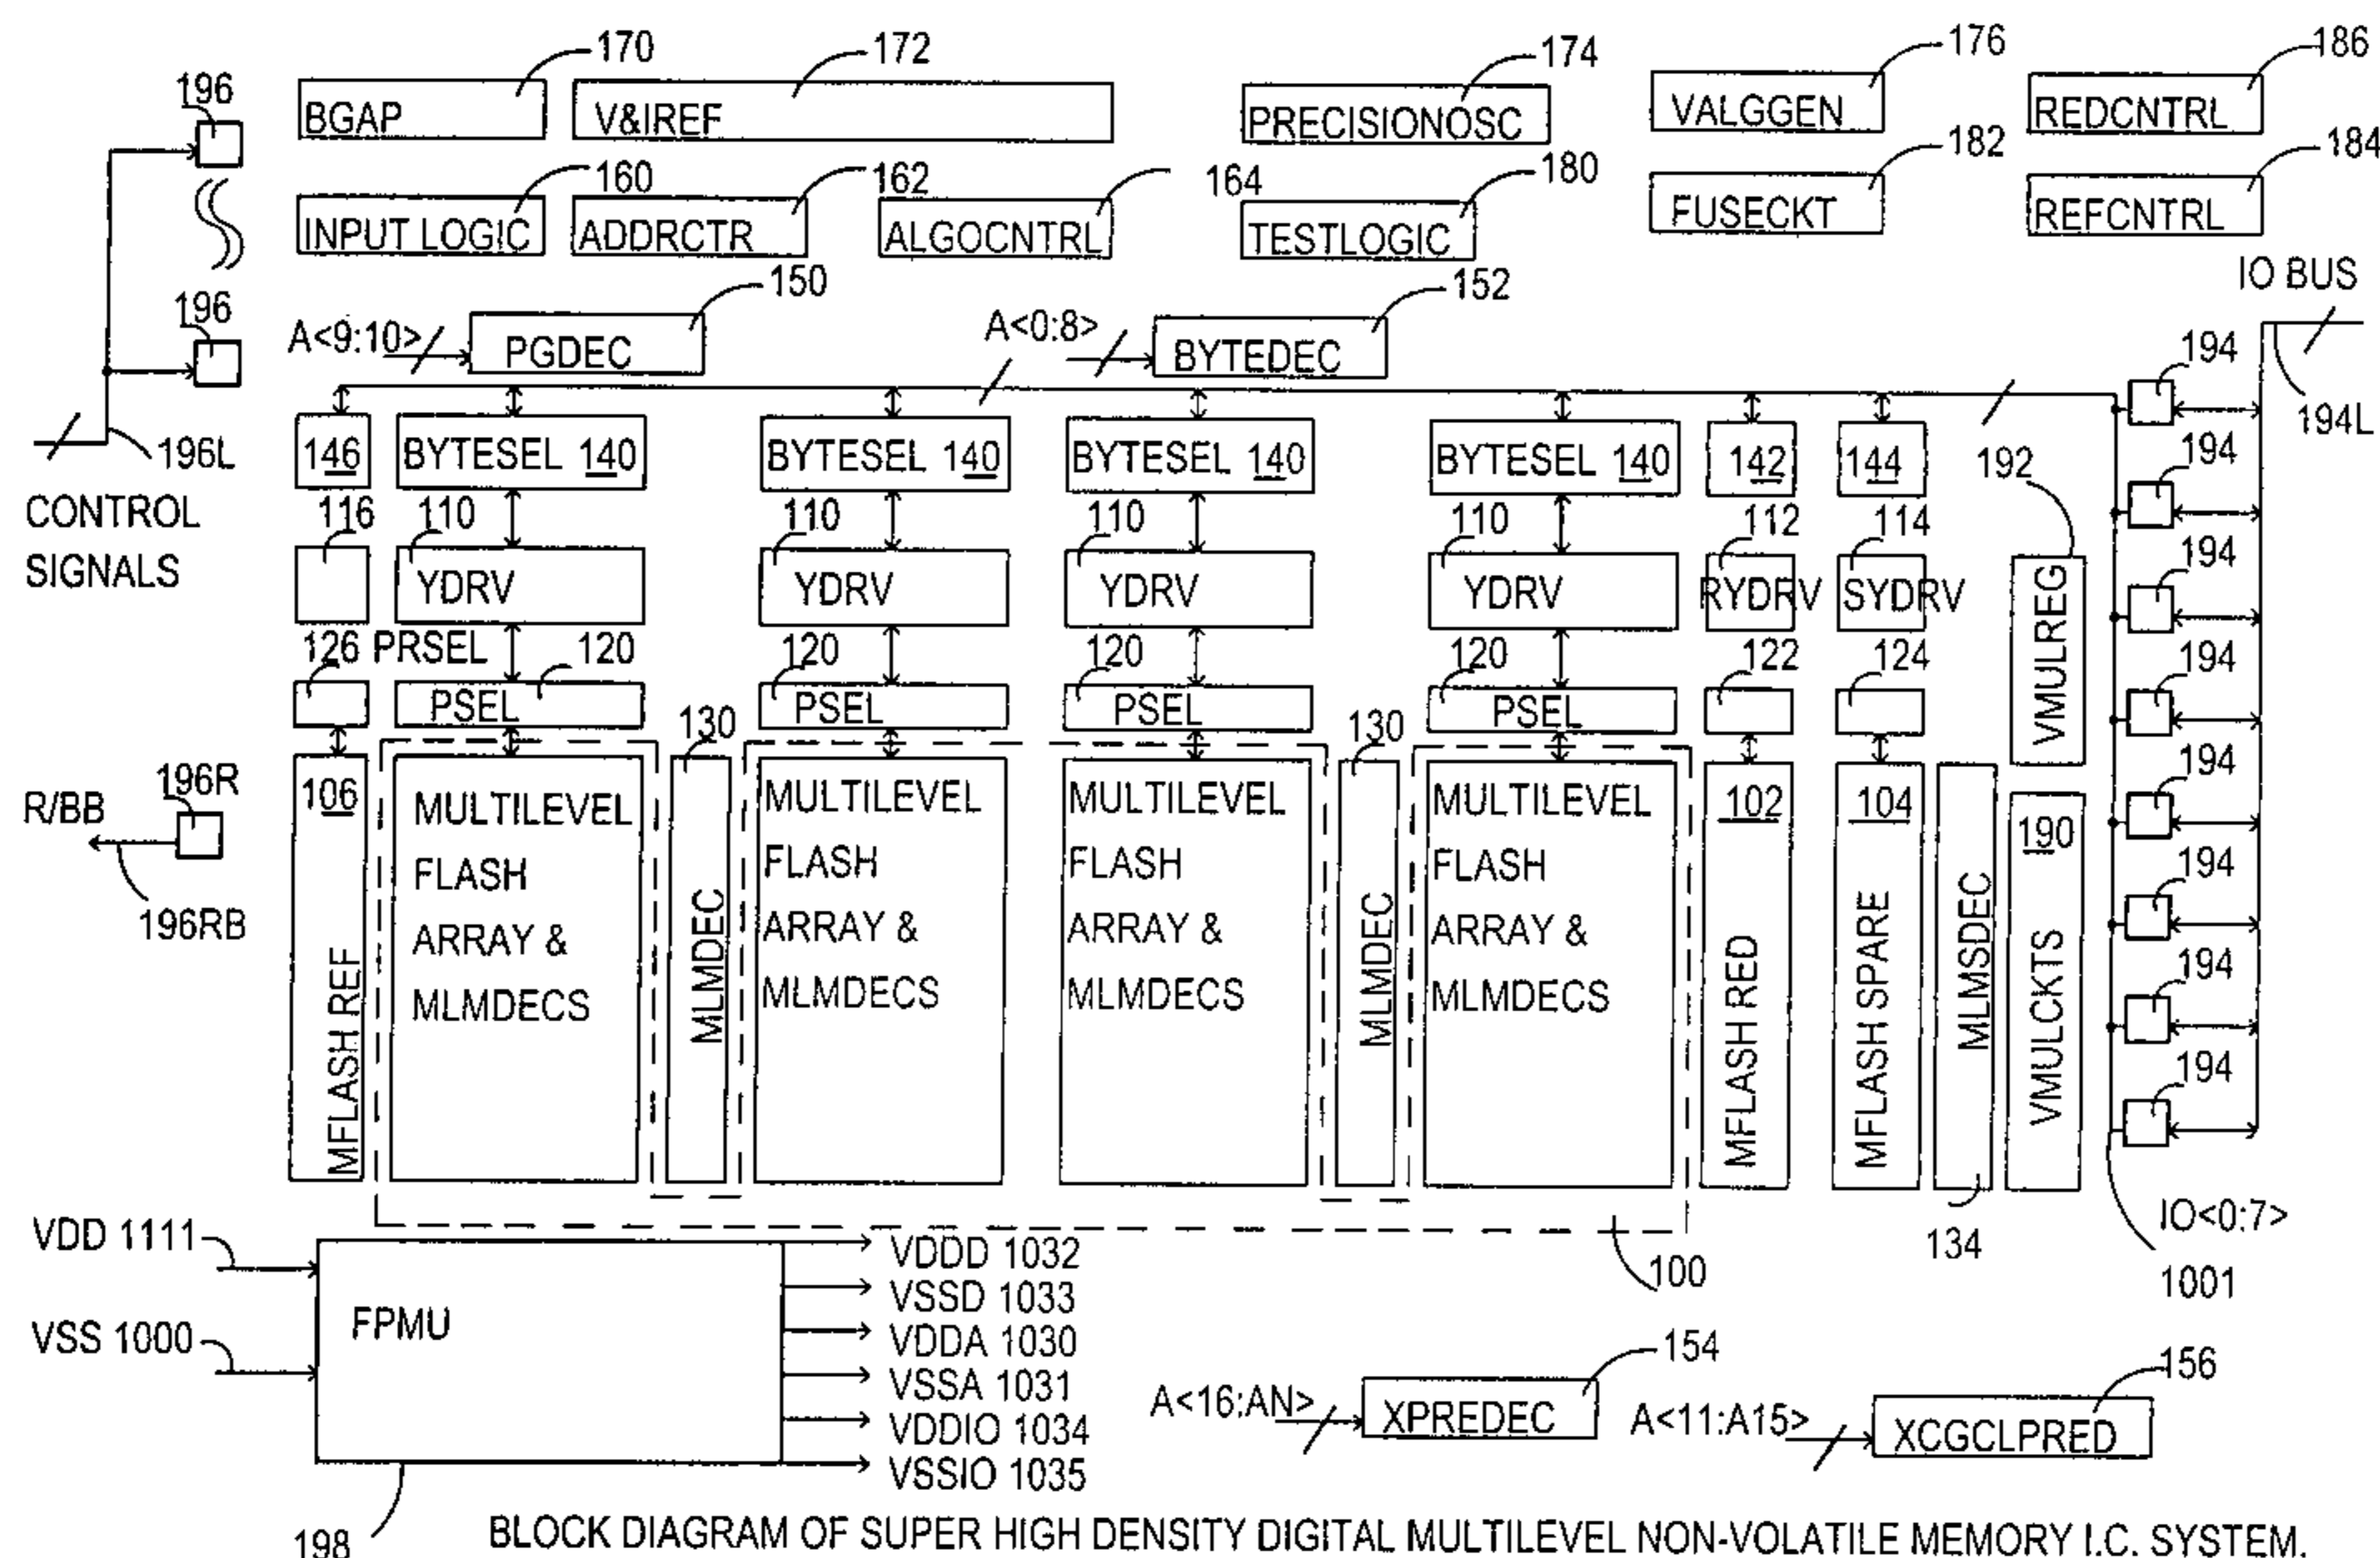 170 172 174 176 186
196 BGAP V&IREF PRECISIONOSC VALGGEN REDCNTRL
160 162 164 180 182 184
INPUT LOGIC ADDRCTR ALGOCNTRL TESTLOGIC FUSECKT REFCNTRL
150 152 IO BUS
196 A<9:10> PGDEC A<0:8> BYTEDEC 194
194L
196L 146 BYTESEL 140 BYTESEL 140 BYTESEL 140 BYTESEL 140 142 144 192 194
CONTROL
SIGNALS
116 110 110 110 110 112 114
YDRV YDRV YDRV YDRV RYDRV SYDRV VMULREG 194
126 PRSEL 120 120 120 120 122 124 194
PSEL PSEL PSEL PSEL
130 130
R/BB 196R
196RB
106 MFLASH REF
MULTILEVEL
FLASH
ARRAY &
MLMDECS
MLMDEC
MULTILEVEL
FLASH
ARRAY &
MLMDECS
MULTILEVEL
FLASH
ARRAY &
MLMDECS
MLMDEC
MULTILEVEL
FLASH
ARRAY &
MLMDECS
102 MFLASH RED
104 MFLASH SPARE
MLMSDEC
190 VMULCKTS
194
194
194
194
134
IO<0:7>
1001
100
VDD 1111
VSS 1000
FPMU
198
VDDD 1032
VSSD 1033
VDDA 1030
VSSA 1031
VDDIO 1034
VSSIO 1035
154
A<16:AN> XPREDEC
156
A<11:A15> XCGCLPRED
BLOCK DIAGRAM OF SUPER HIGH DENSITY DIGITAL MULTILEVEL NON-VOLATILE MEMORY I.C. SYSTEM.